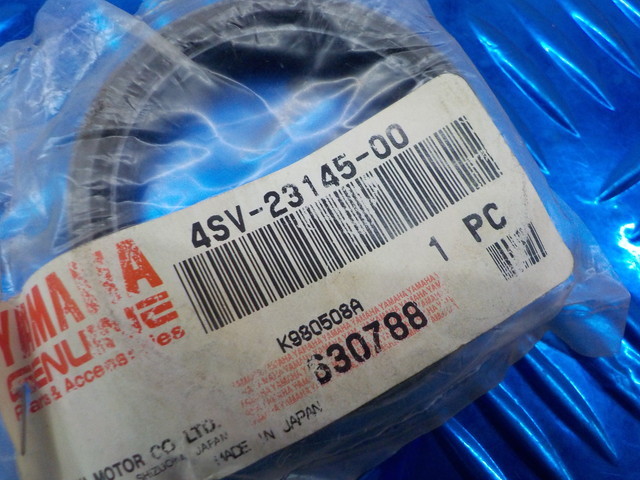 4SV-23145-00
1 PC
YAMAHA
GENUINE
Parts & Accessories
K980508A
630788
MOTOR CO LTD.
SHIZUOKA JAPAN
MADE IN JAPAN